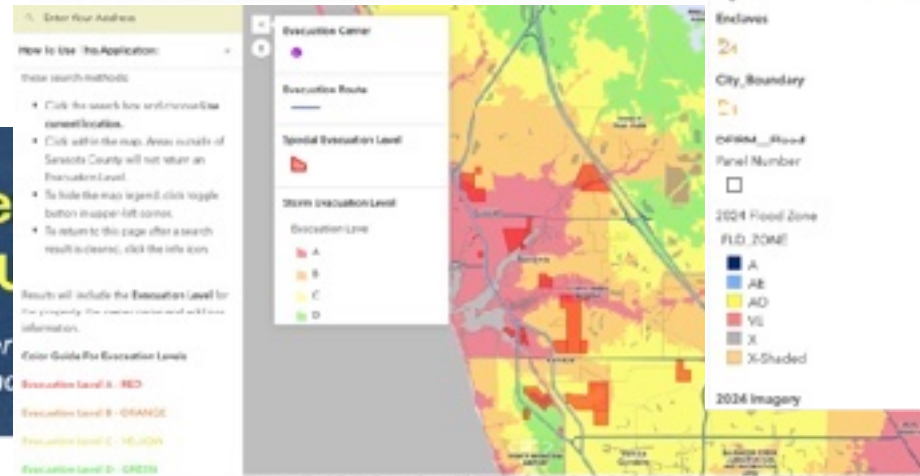 Enter Your Address
How to Use This Application:
these search methods:
Click the search box and choose Use
current location.
Click within the map. Areas outside of
Sarasota County will not return an
Evacuation Level.
To hide the map legend, click toggle
button in upper-left corner.
To return to this page after a search
result is cleared, click the info icon.
Results will include the Evacuation Level for
the property, the owner name and address
information.
Color Guide For Evacuation Levels
Evacuation Level A - RED
Evacuation Level B - ORANGE
Evacuation Level C - YELLOW
Evacuation Level D - GREEN
Evacuation Center
Evacuation Route
Special Evacuation Level
Storm Evacuation Level
Evacuation Level
A
B
C
D
Enclaves
City_Boundary
Panel Number
2024 Flood Zone
FLD_ZONE
A
AE
AO
VE
X
X-Shaded
2024 Imagery